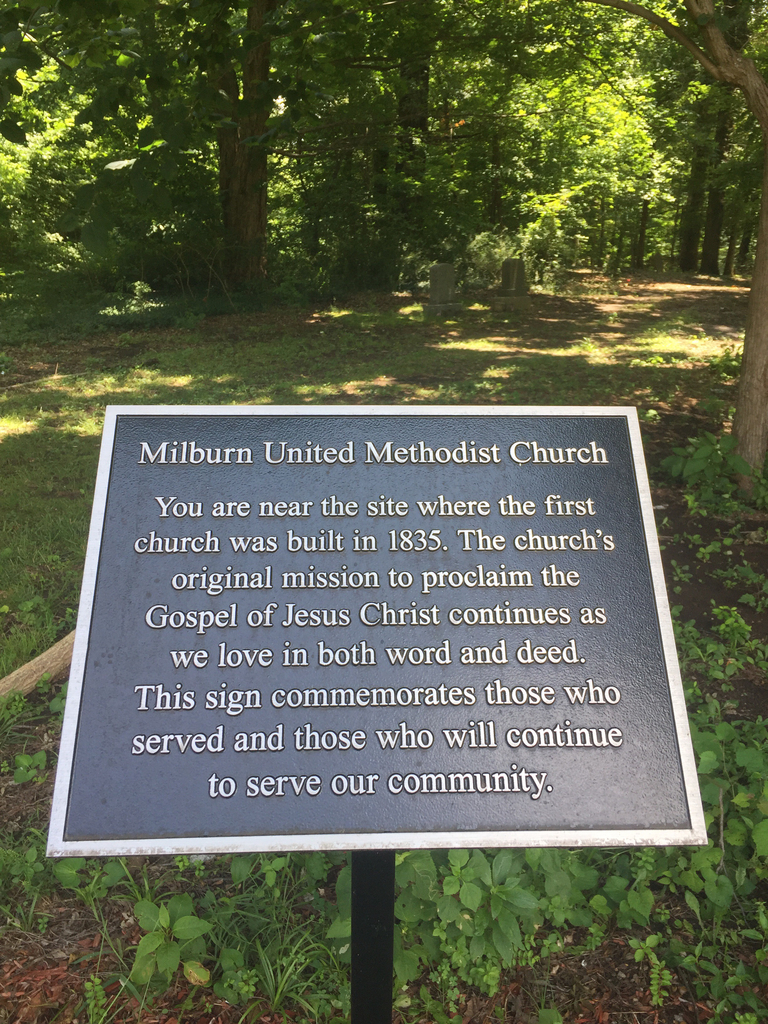 Milburn United Methodist Church
You are near the site where the first
church was built in 1835. The church's
original mission to proclaim the
Gospel of Jesus Christ continues as
we love in both word and deed.
This sign commemorates those who
served and those who will continue
to serve our community.